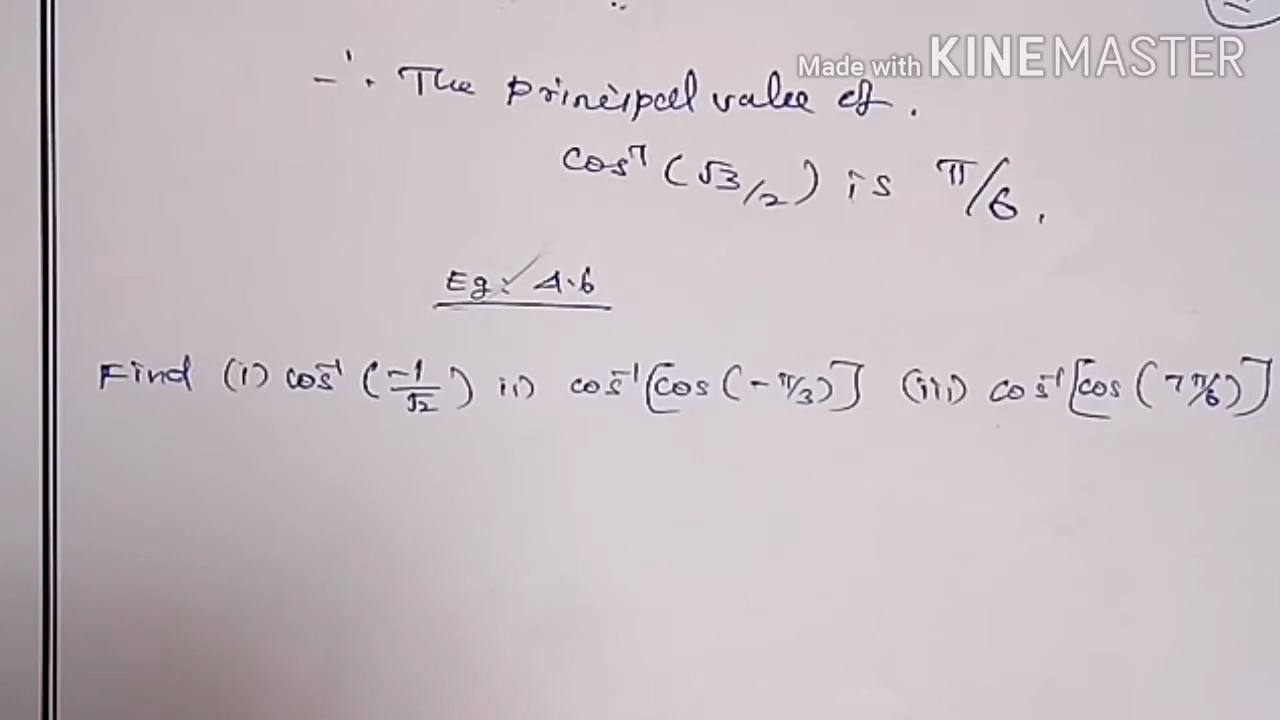 Made with KINEMASTER
∴ The principal value of.
cos⁻¹ (√3/2) is π/6.
Eg: 4.6
Find (i) cos⁻¹ (-1/√2) ii) cos⁻¹[cos(-π/3)] (iii) cos⁻¹[cos(7π/6)]